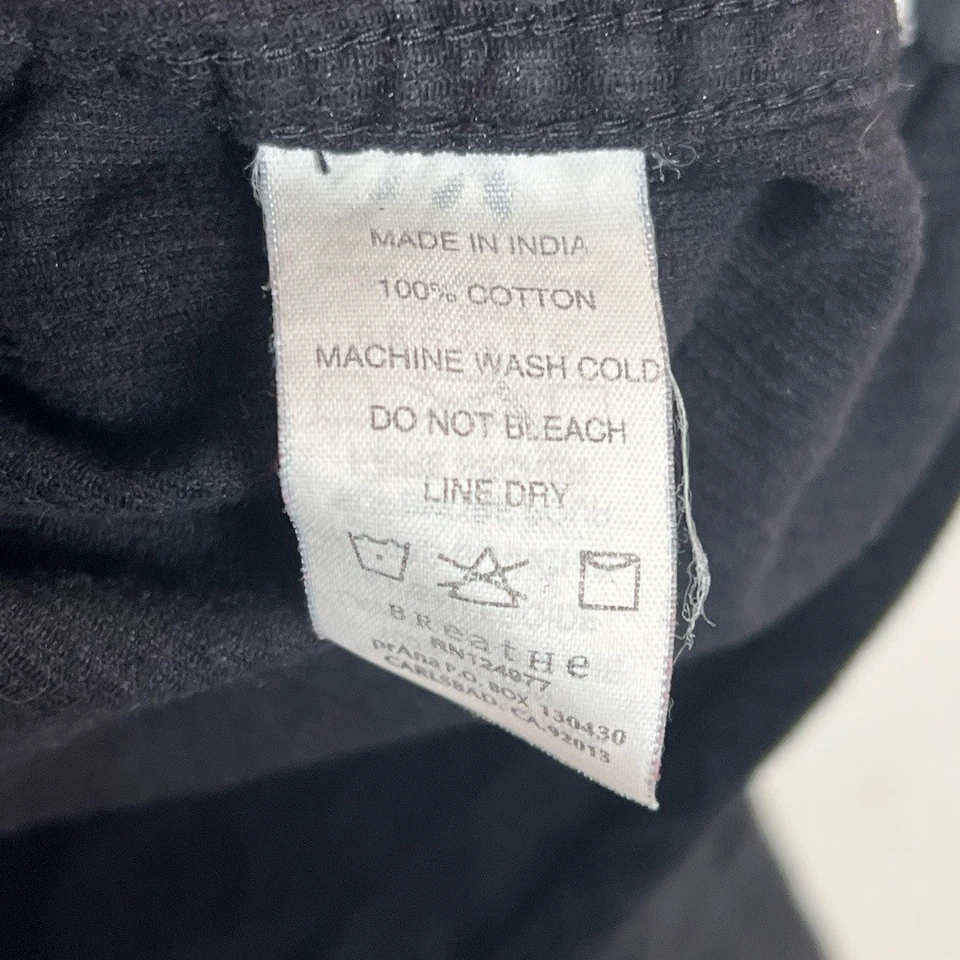 MADE IN INDIA
100% COTTON
MACHINE WASH COLD
DO NOT BLEACH
LINE DRY
BReatHe
RN124977
prAna P.O. BOX 130430
CARLSBAD, CA 92013